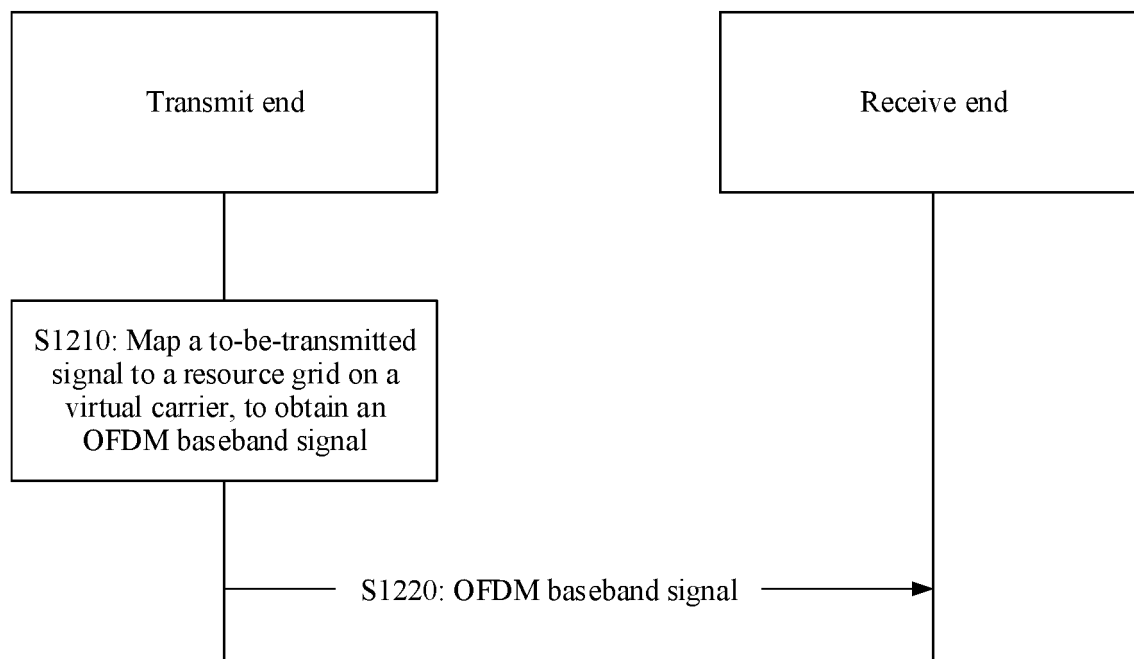 Transmit end
Receive end
S1210: Map a to-be-transmitted
signal to a resource grid on a
virtual carrier, to obtain an
OFDM baseband signal
S1220: OFDM baseband signal